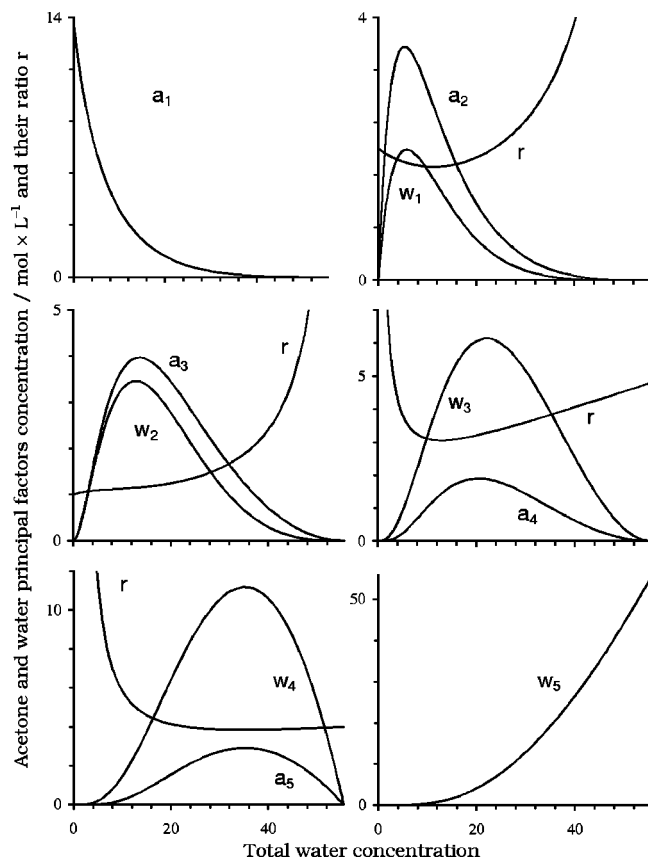 Acetone and water principal factors concentration / mol × L⁻¹ and their ratio r
14
a₁
0
4
a₂
r
w₁
0
5
a₃
r
w₂
0
5
w₃
r
a₄
0
10
r
w₄
a₅
0
0 20 40
50
w₅
0
0 20 40
Total water concentration